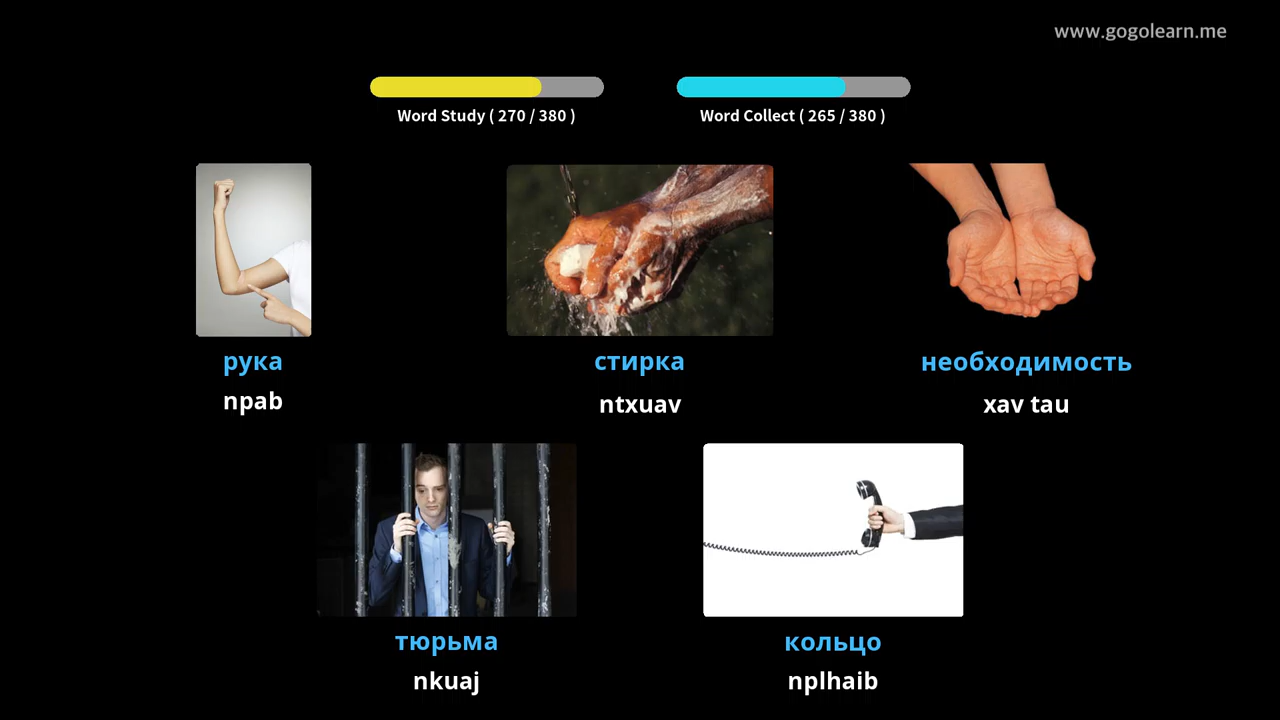 www.gogolearn.me
Word Study ( 270 / 380 )
Word Collect ( 265 / 380 )
рука
npab
стирка
ntxuav
необходимость
xav tau
тюрьма
nkuaj
кольцо
nplhaib